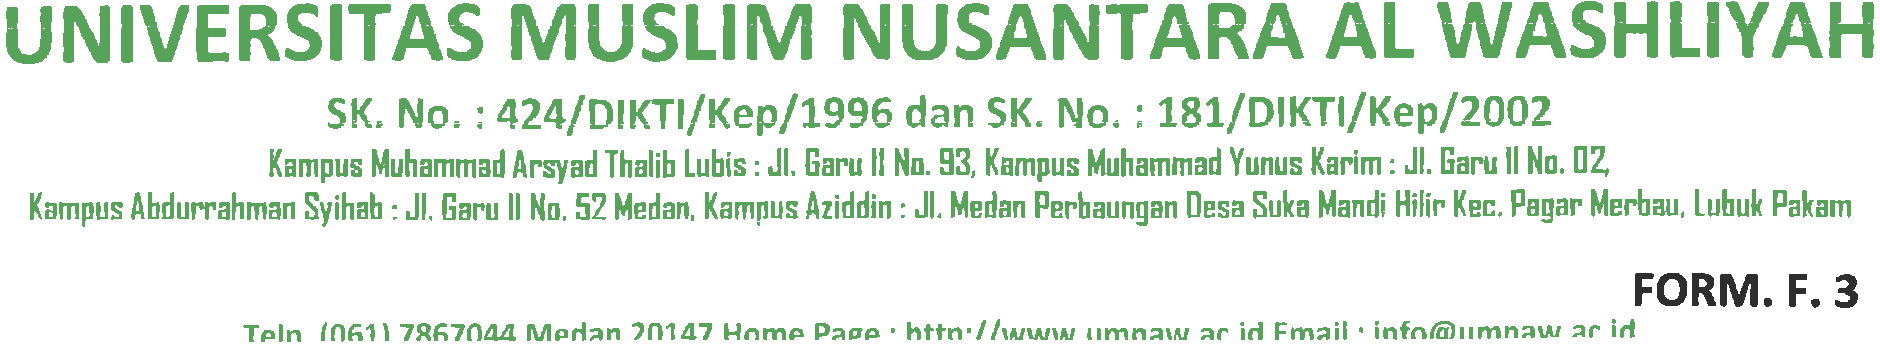 UNIVERSITAS MUSLIM NUSANTARA AL WASHLIYAH
SK. No. : 424/DIKTI/Kep/1996 dan SK. No. : 181/DIKTI/Kep/2002
Kampus Muhammad Arsyad Thalib Lubis : Jl. Garu II No. 93, Kampus Muhammad Yunus Karim : Jl. Garu II No. 02,
Kampus Abdurrahman Syihab : Jl. Garu II No. 52 Medan, Kampus Aziddin : Jl. Medan Perbaungan Desa Suka Mandi Hilir Kec. Pagar Merbau, Lubuk Pakam
FORM. F. 3
Telp. (061) 7867044 Medan 20147 Home Page : http://www.umnaw.ac.id Email : info@umnaw.ac.id